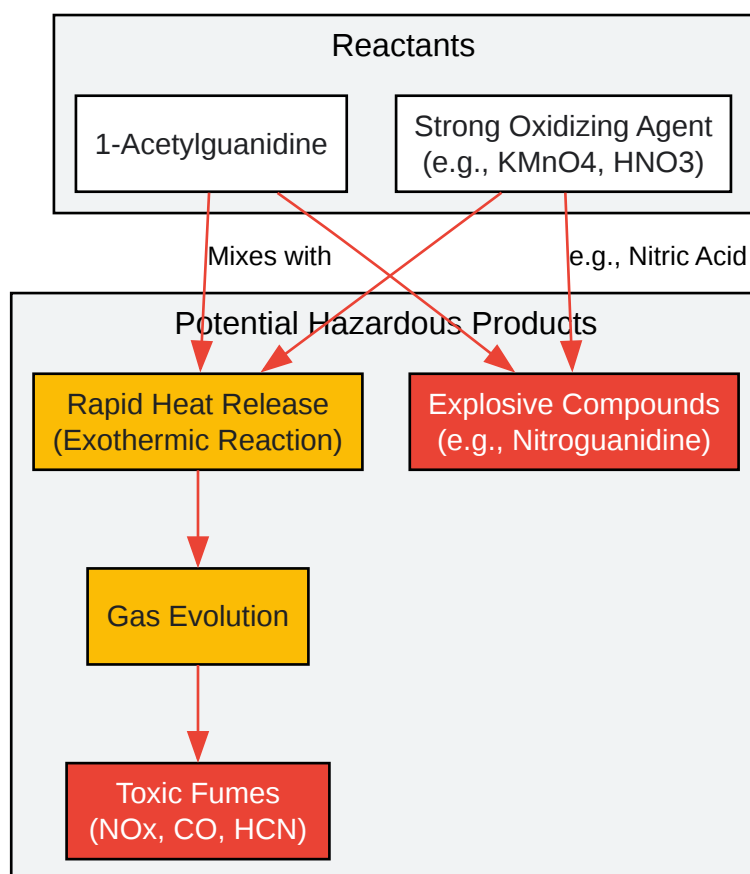 Reactants
1-Acetylguanidine
Strong Oxidizing Agent
(e.g., KMnO4, HNO3)
Mixes with
e.g., Nitric Acid
Potential Hazardous Products
Rapid Heat Release
(Exothermic Reaction)
Explosive Compounds
(e.g., Nitroguanidine)
Gas Evolution
Toxic Fumes
(NOx, CO, HCN)